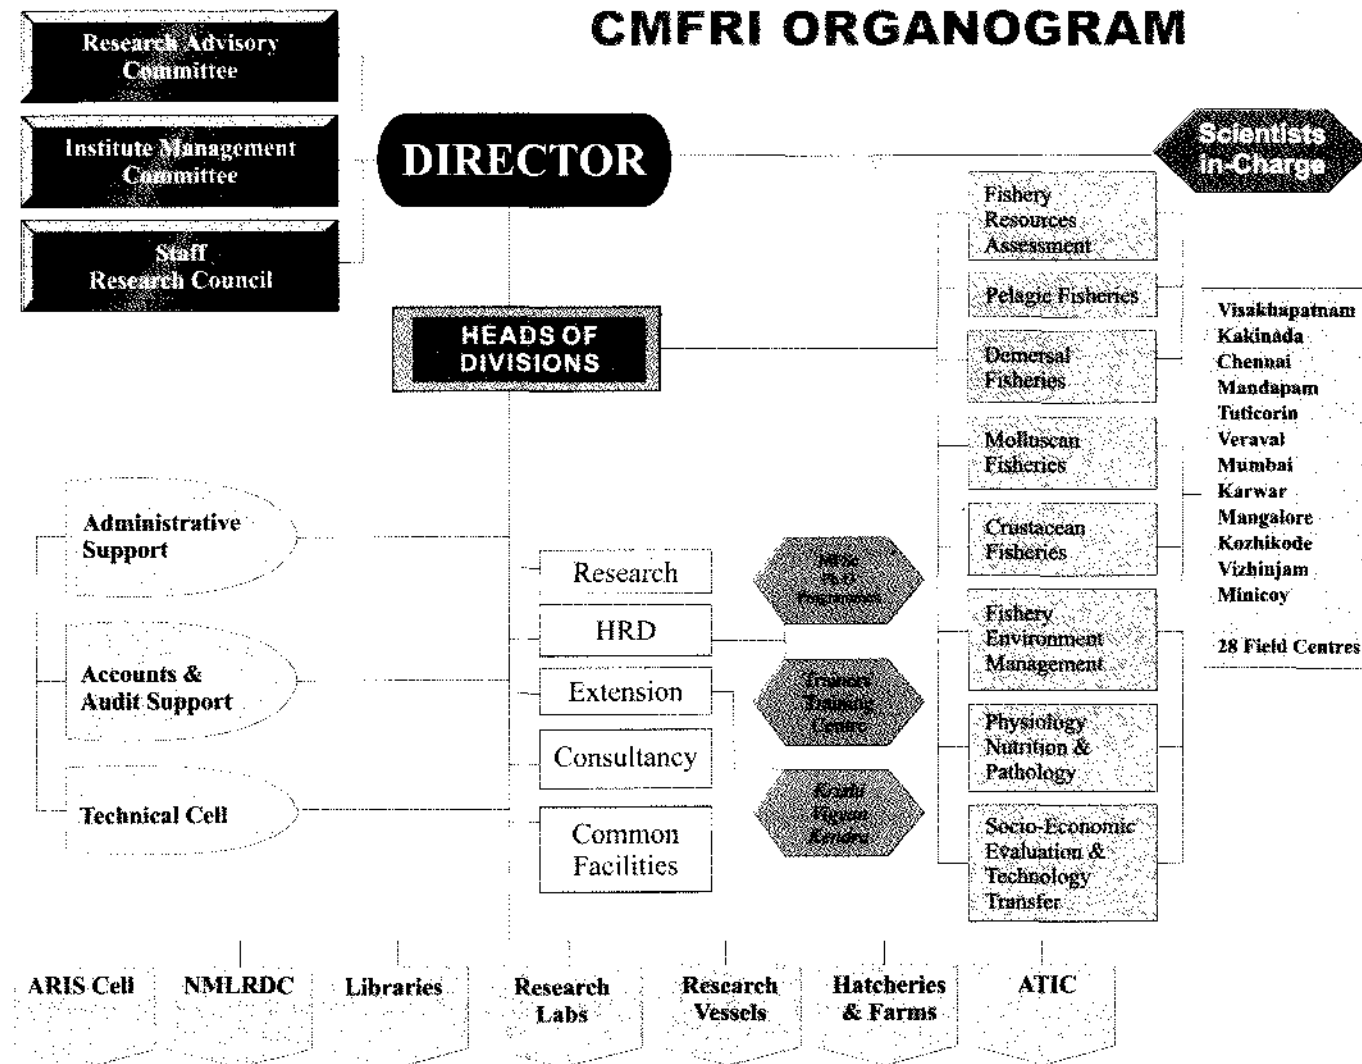 CMFRI ORGANOGRAM
Research Advisory
Committee
Institute Management
Committee
Staff
Research Council
DIRECTOR
Scientists
in-Charge
HEADS OF
DIVISIONS
Fishery
Resources
Assessment
Pelagic Fisheries
Demersal
Fisheries
Molluscan
Fisheries
Crustacean
Fisheries
Fishery
Environment
Management
Physiology
Nutrition &
Pathology
Socio-Economic
Evaluation &
Technology
Transfer
Visakhapatnam
Kakinada
Chennai
Mandapam
Tuticorin
Veraval
Mumbai
Karwar
Mangalore
Kozhikode
Vizhinjam
Minicoy
28 Field Centres
Administrative
Support
Accounts &
Audit Support
Technical Cell
Research
HRD
Extension
Consultancy
Common
Facilities
Ph.D
Programmes
Training
Centre
Krishi
Vigyan
Kendra
ARIS Cell
NMLRDC
Libraries
Research
Labs
Research
Vessels
Hatcheries
& Farms
ATIC